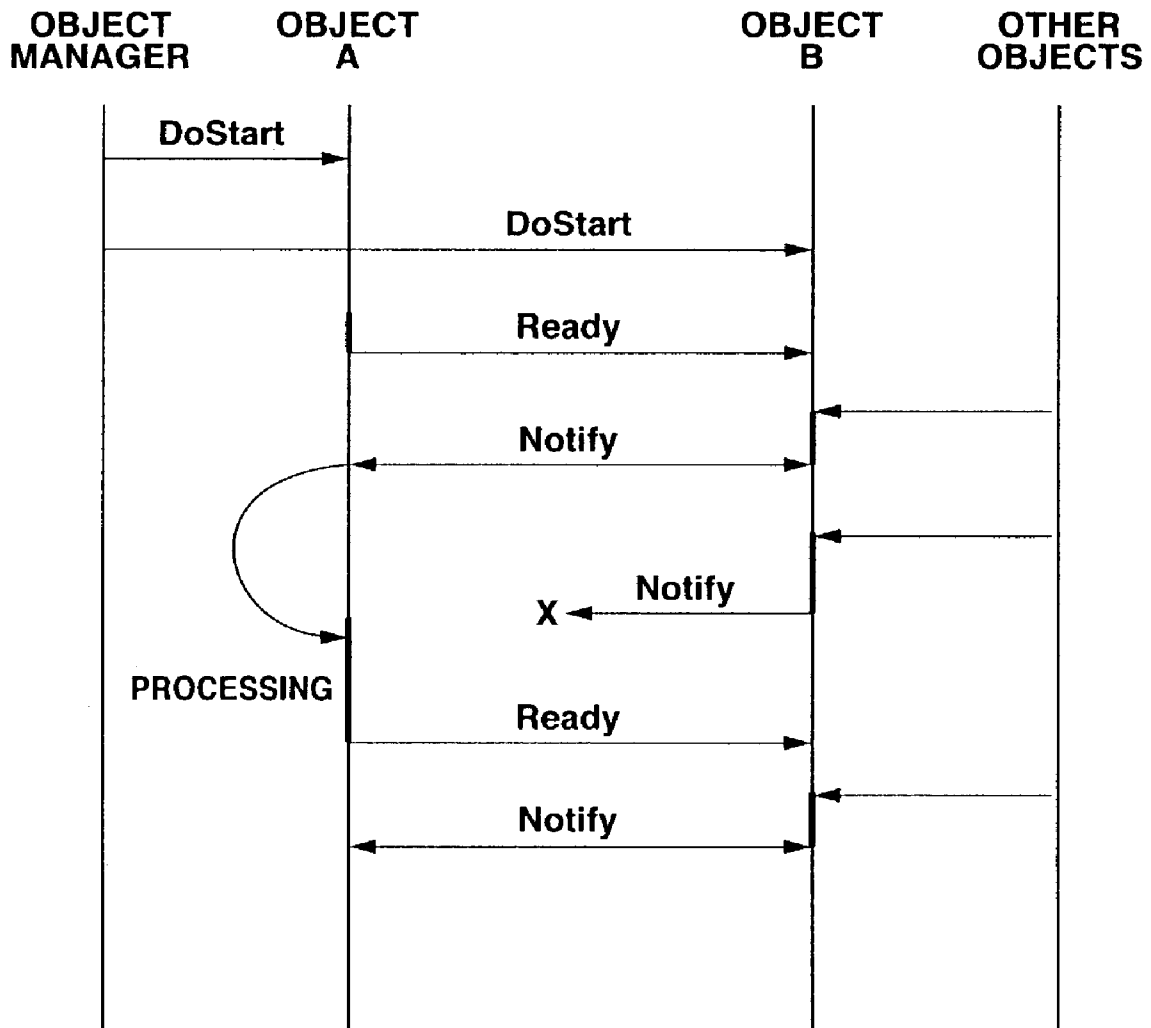 OBJECT
MANAGER
OBJECT
A
OBJECT
B
OTHER
OBJECTS
DoStart
DoStart
Ready
Notify
Notify
X
PROCESSING
Ready
Notify